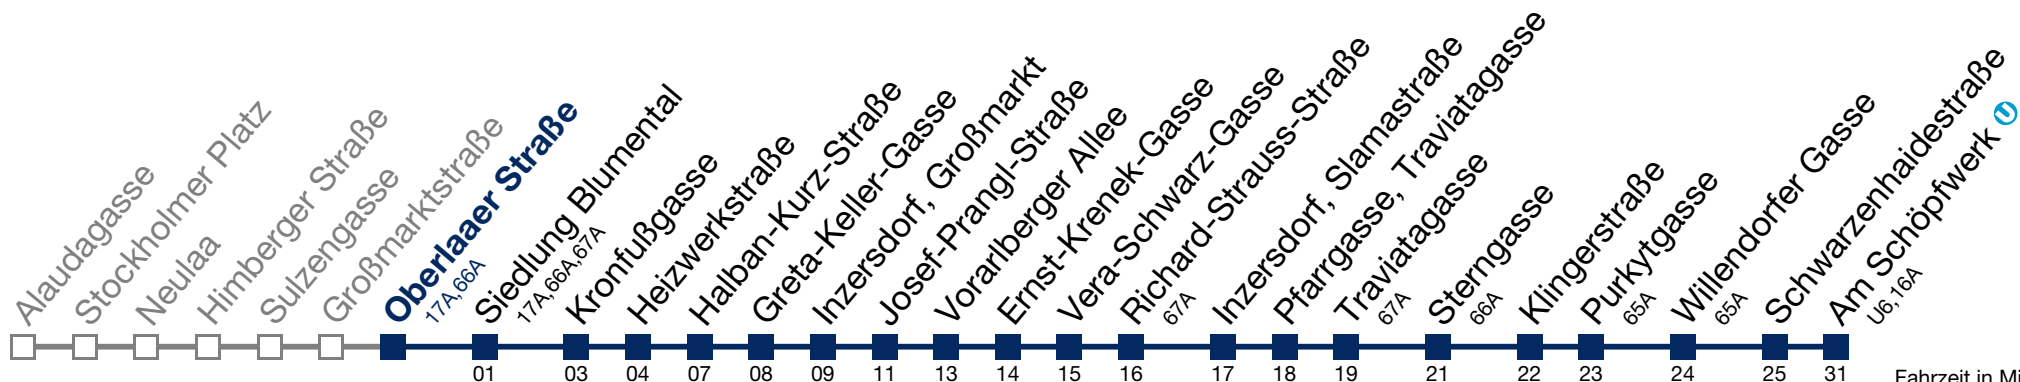 Alaudagasse
Stockholmer Platz
Neulaa
Himberger Straße
Sulzengasse
Großmarktstraße
Oberlaaer Straße
17A,66A
Siedlung Blumental
17A,66A,67A
Kronfußgasse
Heizwerkstraße
Halban-Kurz-Straße
Greta-Keller-Gasse
Inzersdorf, Großmarkt
Josef-Prangl-Straße
Vorarlberger Allee
Ernst-Krenek-Gasse
Vera-Schwarz-Gasse
Richard-Strauss-Straße
67A
Inzersdorf, Slamastraße
Pfarrgasse, Traviatagasse
Traviatagasse
67A
Sterngasse
66A
Klingerstraße
Purkytgasse
65A
Willendorfer Gasse
65A
Schwarzenhaidestraße
Am Schöpfwerk U
U6, 16A
01 03 04 07 08 09 11 13 14 15 16 17 18 19 21 22 23 24 25 31
Fahrzeit in Mi